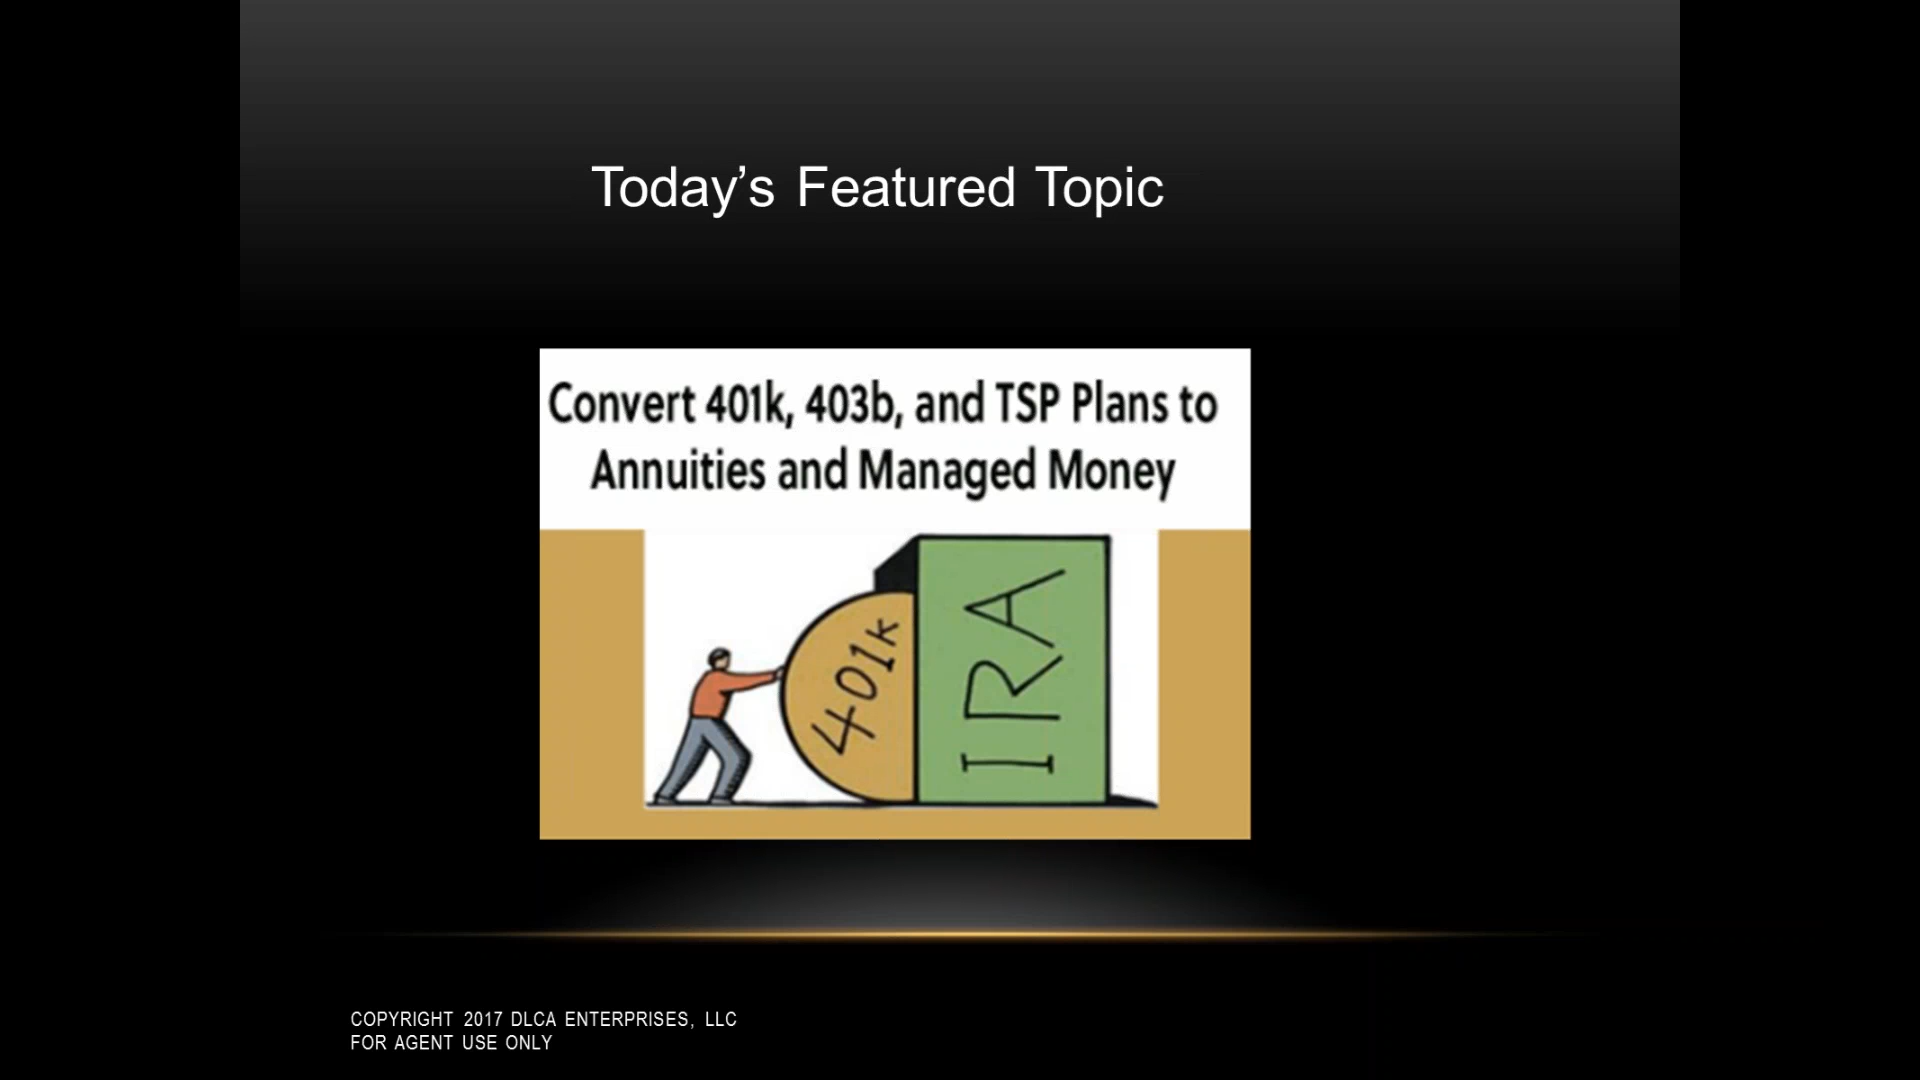 Today’s Featured Topic
Convert 401k, 403b, and TSP Plans to
Annuities and Managed Money
401k
IRA
COPYRIGHT 2017 DLCA ENTERPRISES, LLC
FOR AGENT USE ONLY